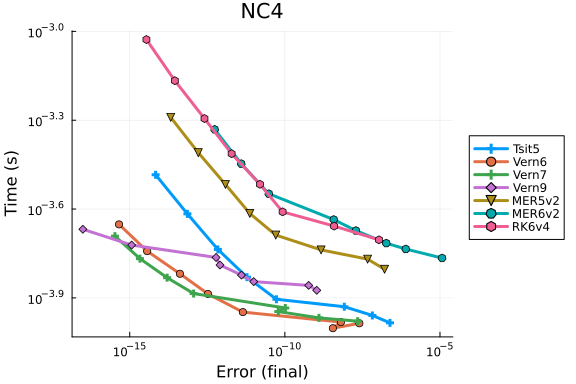 NC4
10^−3.0
10^−3.3
10^−3.6
10^−3.9
Time (s)
10^−15
10^−10
10^−5
Error (final)
Tsit5
Vern6
Vern7
Vern9
MER5v2
MER6v2
RK6v4